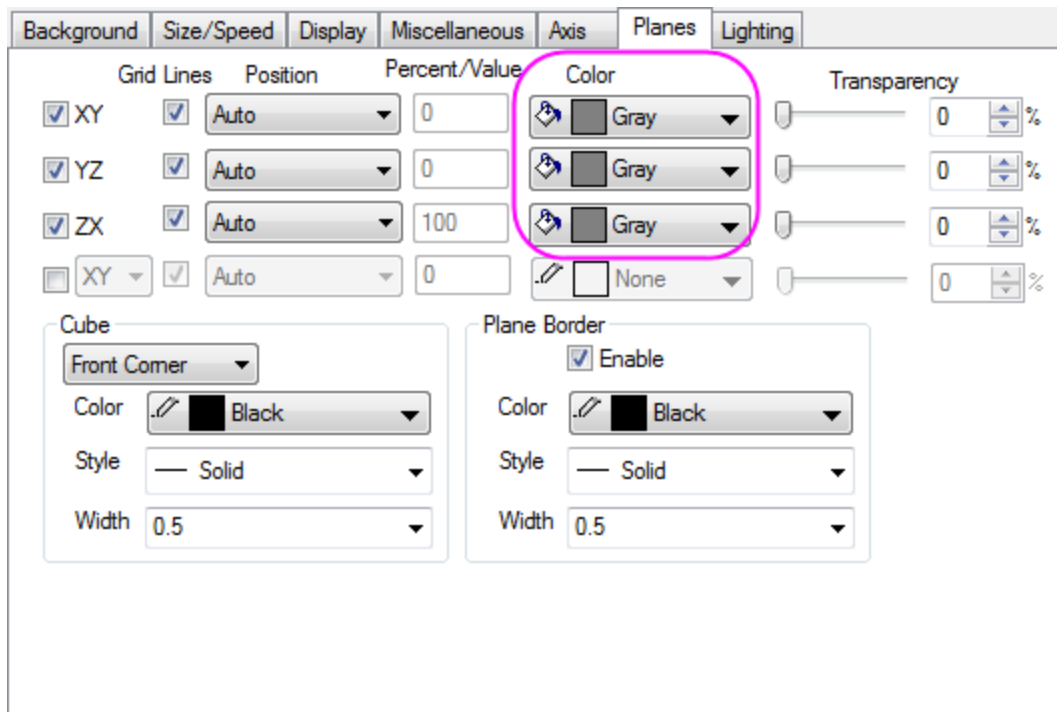 Background Size/Speed Display Miscellaneous Axis Planes Lighting
Grid Lines Position Percent/Value Color Transparency
XY Auto 0 Gray 0 %
YZ Auto 0 Gray 0 %
ZX Auto 100 Gray 0 %
XY Auto 0 None 0 %
Cube Plane Border
Front Corner Enable
Color Black Color Black
Style Solid Style Solid
Width 0.5 Width 0.5